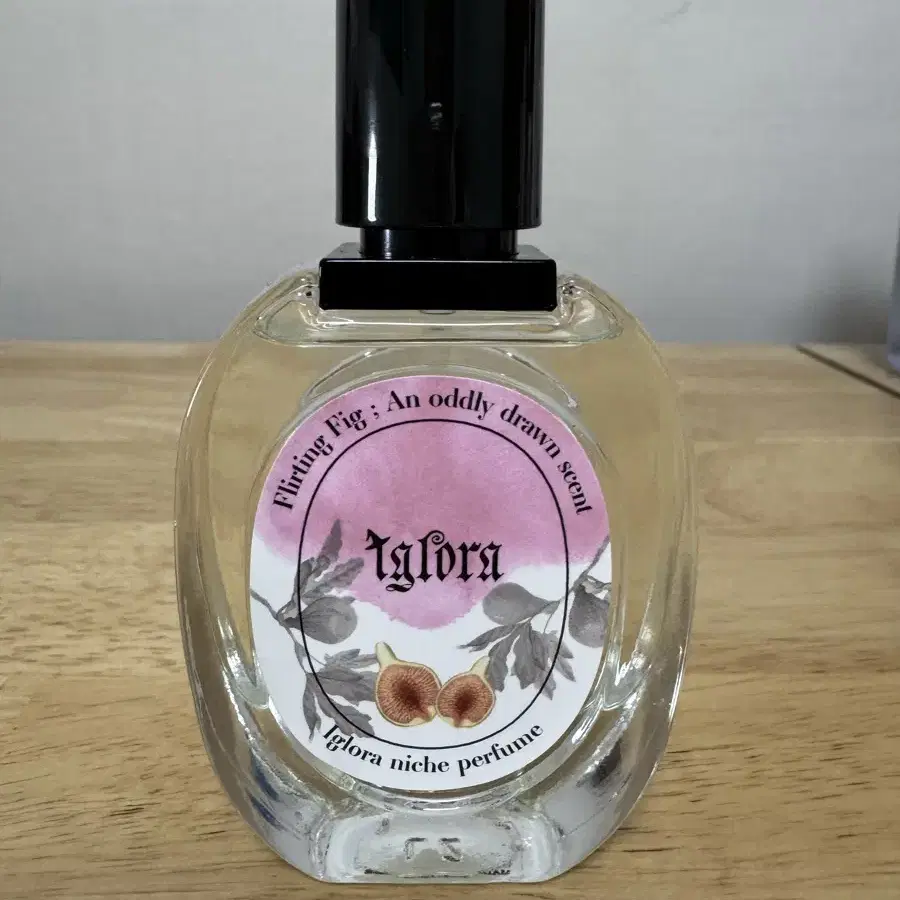 Flirting Fig ; An oddly drawn scent
Iglora
Iglora niche perfume